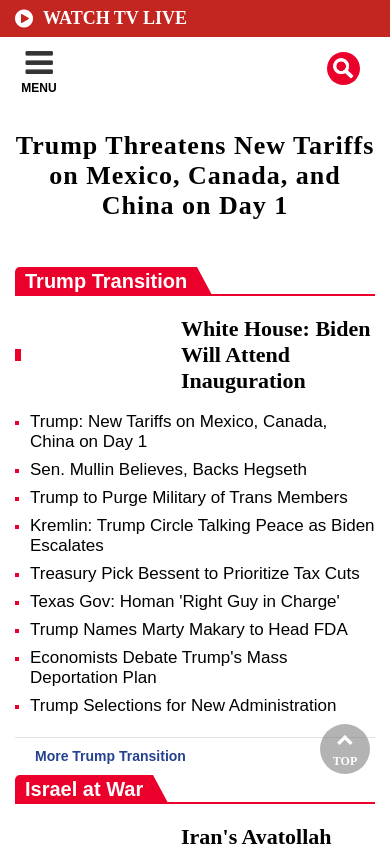 WATCH TV LIVE
MENU
Trump Threatens New Tariffs
on Mexico, Canada, and
China on Day 1
Trump Transition
White House: Biden
Will Attend
Inauguration
Trump: New Tariffs on Mexico, Canada,
China on Day 1
Sen. Mullin Believes, Backs Hegseth
Trump to Purge Military of Trans Members
Kremlin: Trump Circle Talking Peace as Biden
Escalates
Treasury Pick Bessent to Prioritize Tax Cuts
Texas Gov: Homan 'Right Guy in Charge'
Trump Names Marty Makary to Head FDA
Economists Debate Trump's Mass
Deportation Plan
Trump Selections for New Administration
TOP
More Trump Transition
Israel at War
Iran's Ayatollah